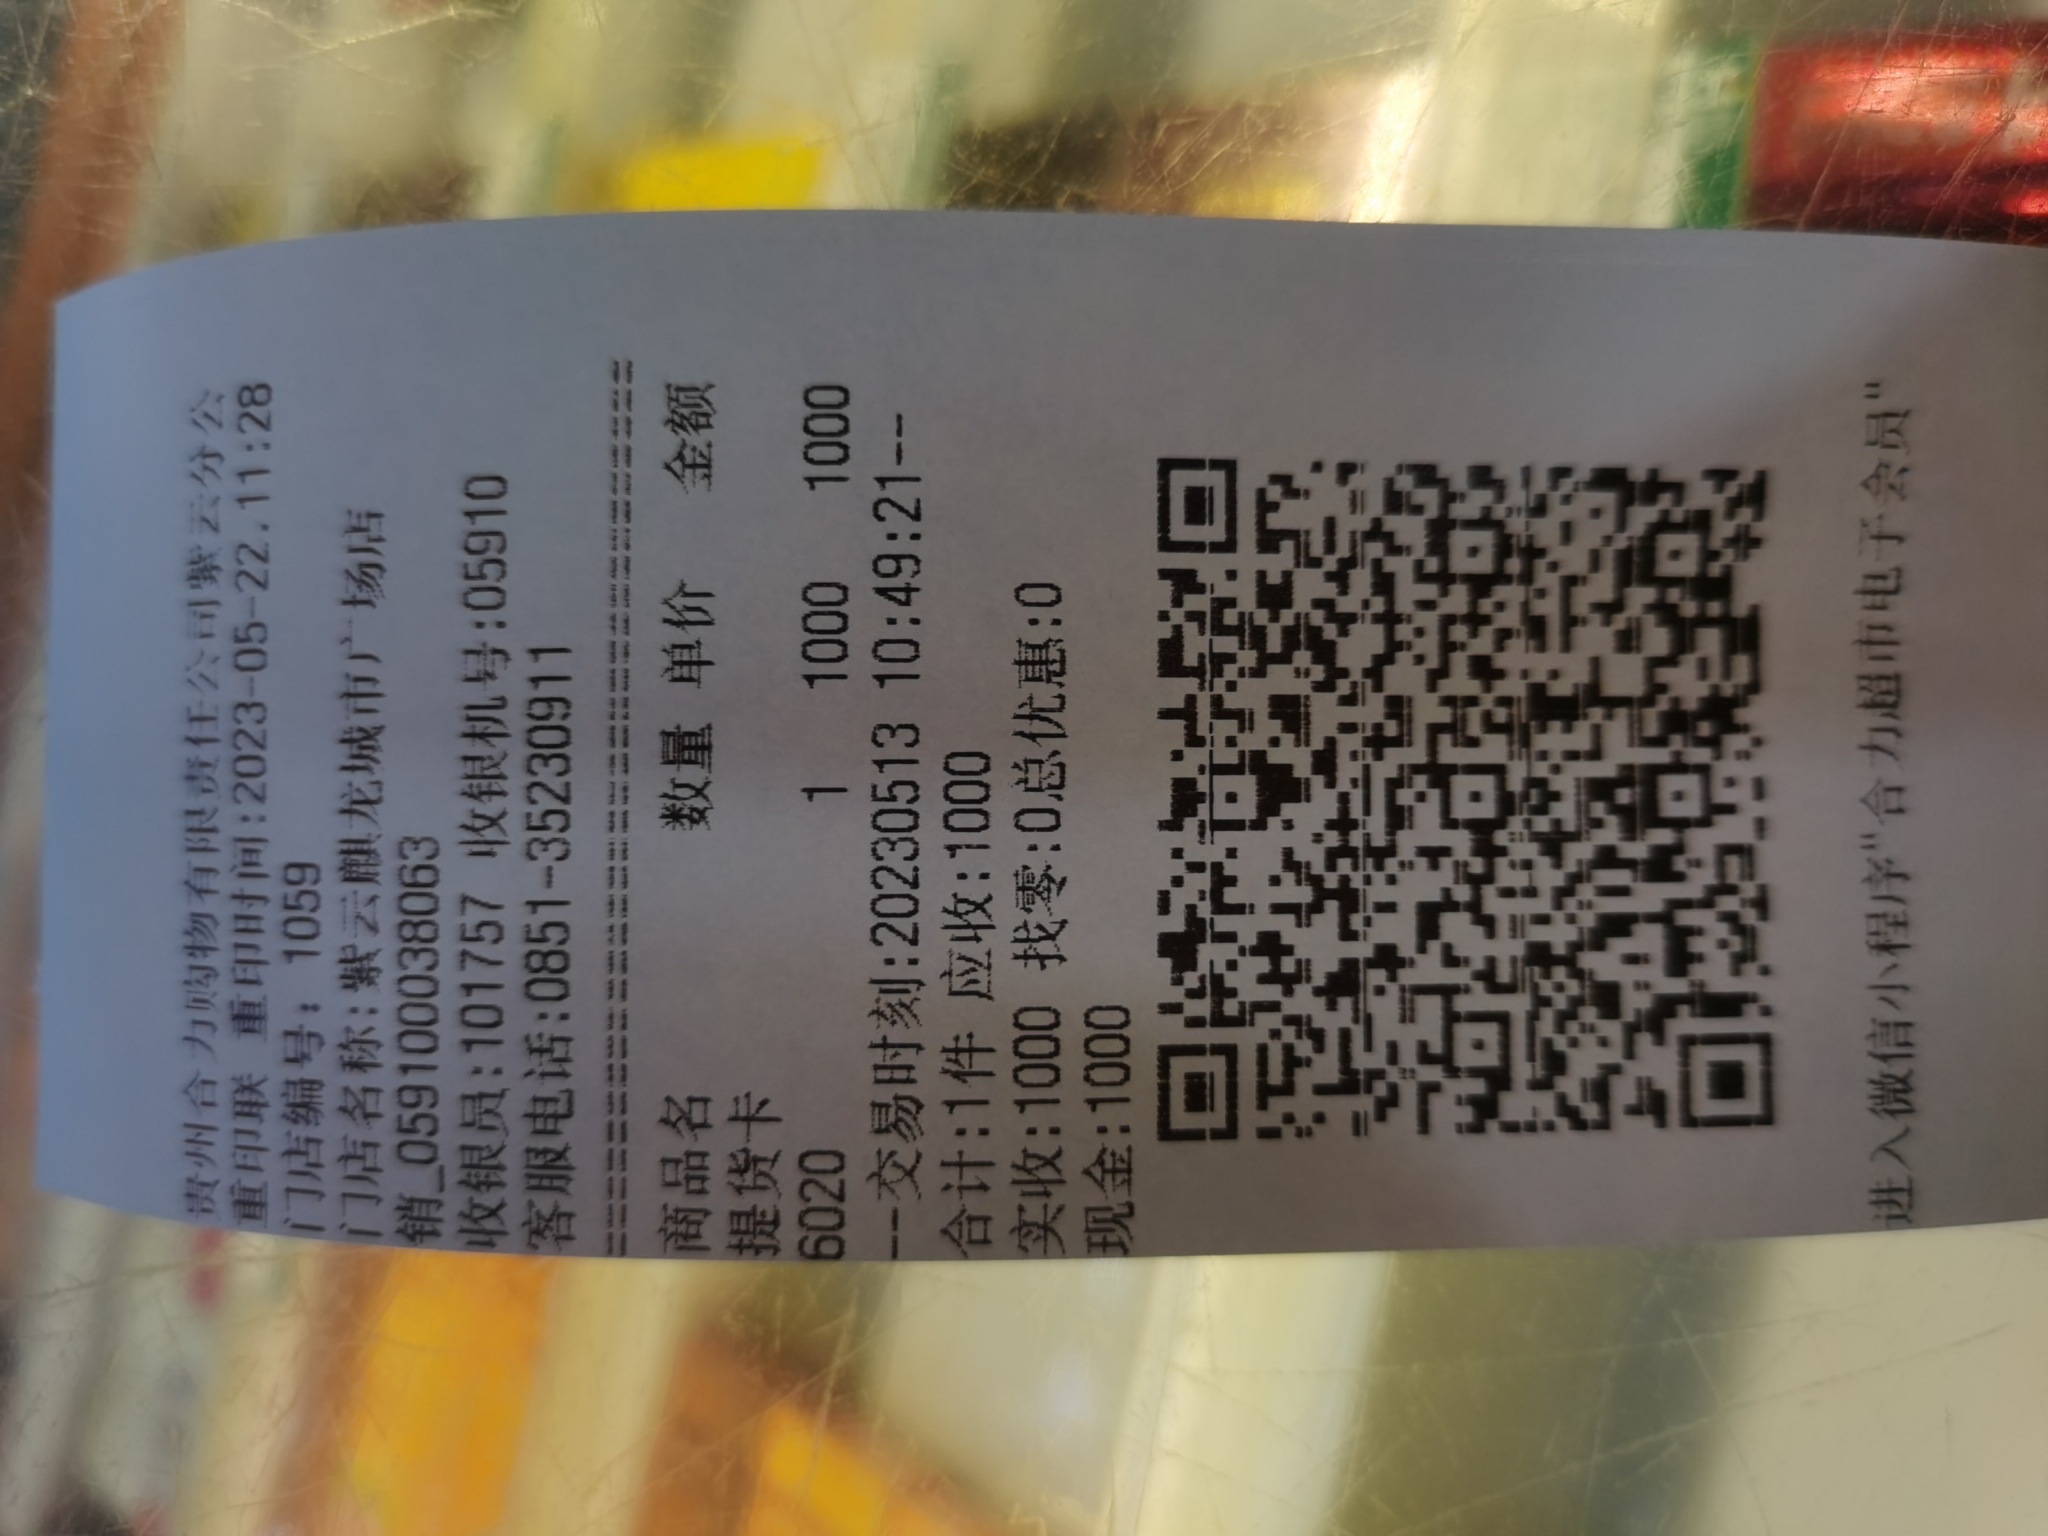 贵州合力购物有限责任公司紫云分公
重印联 重印时间:2023-05-22.11:28
门店编号: 1059
门店名称:紫云麒龙城市广场店
销_0591000038063
收银员:101757 收银机号:059910
客服电话:0851-35230911
================================
商品名 数量 单价 金额
提货卡
6020 1 1000 1000
--交易时刻:20230513 10:49:21--
合计:1件 应收:1000
实收:1000 找零:0总优惠:0
现金:1000
进入微信小程序"合力超市电子会员"